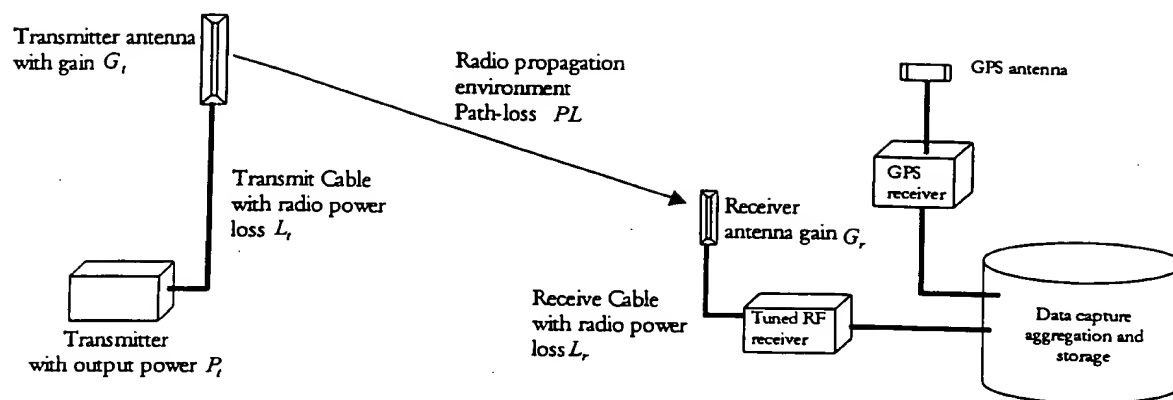 Transmitter antenna
with gain G_t
Radio propagation
environment
Path-loss PL
GPS antenna
GPS
receiver
Transmit Cable
with radio power
loss L_t
Receiver
antenna gain G_r
Transmitter
with output power P_t
Receive Cable
with radio power
loss L_r
Tuned RF
receiver
Data capture
aggregation and
storage